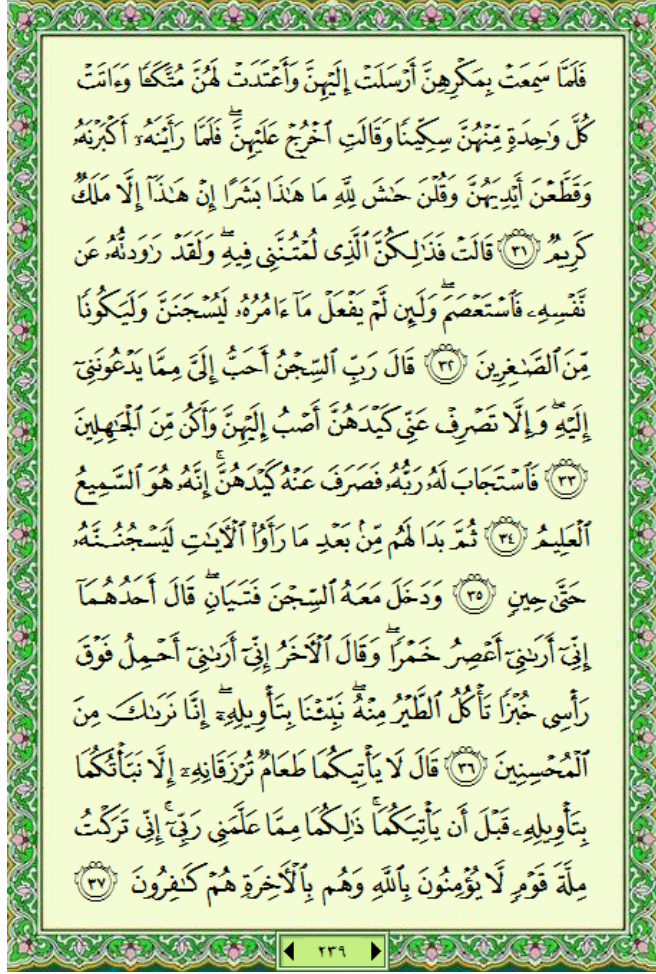 فَلَمَّا سَمِعَتْ بِمَكْرِهِنَّ أَرْسَلَتْ إِلَيْهِنَّ وَأَعْتَدَتْ لَهُنَّ مُتَّكَـًٔا وَءَاتَتْ
كُلَّ وَٰحِدَةٍ مِّنْهُنَّ سِكِّينًا وَقَالَتِ ٱخْرُجْ عَلَيْهِنَّ ۖ فَلَمَّا رَأَيْنَهُۥٓ أَكْبَرْنَهُۥ
وَقَطَّعْنَ أَيْدِيَهُنَّ وَقُلْنَ حَـٰشَ لِلَّهِ مَا هَـٰذَا بَشَرًا إِنْ هَـٰذَآ إِلَّا مَلَكٌ
كَرِيمٌ ٣١ قَالَتْ فَذَٰلِكُنَّ ٱلَّذِى لُمْتُنَّنِى فِيهِ ۖ وَلَقَدْ رَٰوَدتُّهُۥ عَن
نَّفْسِهِۦ فَٱسْتَعْصَمَ ۖ وَلَئِن لَّمْ يَفْعَلْ مَآ ءَامُرُهُۥ لَيُسْجَنَنَّ وَلَيَكُونًا
مِّنَ ٱلصَّـٰغِرِينَ ٣٢ قَالَ رَبِّ ٱلسِّجْنُ أَحَبُّ إِلَىَّ مِمَّا يَدْعُونَنِىٓ
إِلَيْهِ ۖ وَإِلَّا تَصْرِفْ عَنِّى كَيْدَهُنَّ أَصْبُ إِلَيْهِنَّ وَأَكُن مِّنَ ٱلْجَـٰهِلِينَ
٣٣ فَٱسْتَجَابَ لَهُۥ رَبُّهُۥ فَصَرَفَ عَنْهُ كَيْدَهُنَّ ۚ إِنَّهُۥ هُوَ ٱلسَّمِيعُ
ٱلْعَلِيمُ ٣٤ ثُمَّ بَدَا لَهُم مِّنۢ بَعْدِ مَا رَأَوُا۟ ٱلْـَٔايَـٰتِ لَيَسْجُنُنَّهُۥ
حَتَّىٰ حِينٍ ٣٥ وَدَخَلَ مَعَهُ ٱلسِّجْنَ فَتَيَانِ ۖ قَالَ أَحَدُهُمَآ
إِنِّىٓ أَرَىٰنِىٓ أَعْصِرُ خَمْرًا ۖ وَقَالَ ٱلْـَٔاخَرُ إِنِّىٓ أَرَىٰنِىٓ أَحْمِلُ فَوْقَ
رَأْسِى خُبْزًا تَأْكُلُ ٱلطَّيْرُ مِنْهُ ۖ نَبِّئْنَا بِتَأْوِيلِهِۦٓ ۖ إِنَّا نَرَىٰكَ مِنَ
ٱلْمُحْسِنِينَ ٣٦ قَالَ لَا يَأْتِيكُمَا طَعَامٌ تُرْزَقَانِهِۦٓ إِلَّا نَبَّأْتُكُمَا
بِتَأْوِيلِهِۦ قَبْلَ أَن يَأْتِيَكُمَا ۚ ذَٰلِكُمَا مِمَّا عَلَّمَنِى رَبِّىٓ ۚ إِنِّى تَرَكْتُ
مِلَّةَ قَوْمٍ لَّا يُؤْمِنُونَ بِٱللَّهِ وَهُم بِٱلْـَٔاخِرَةِ هُمْ كَـٰفِرُونَ ٣٧
٢٣٩